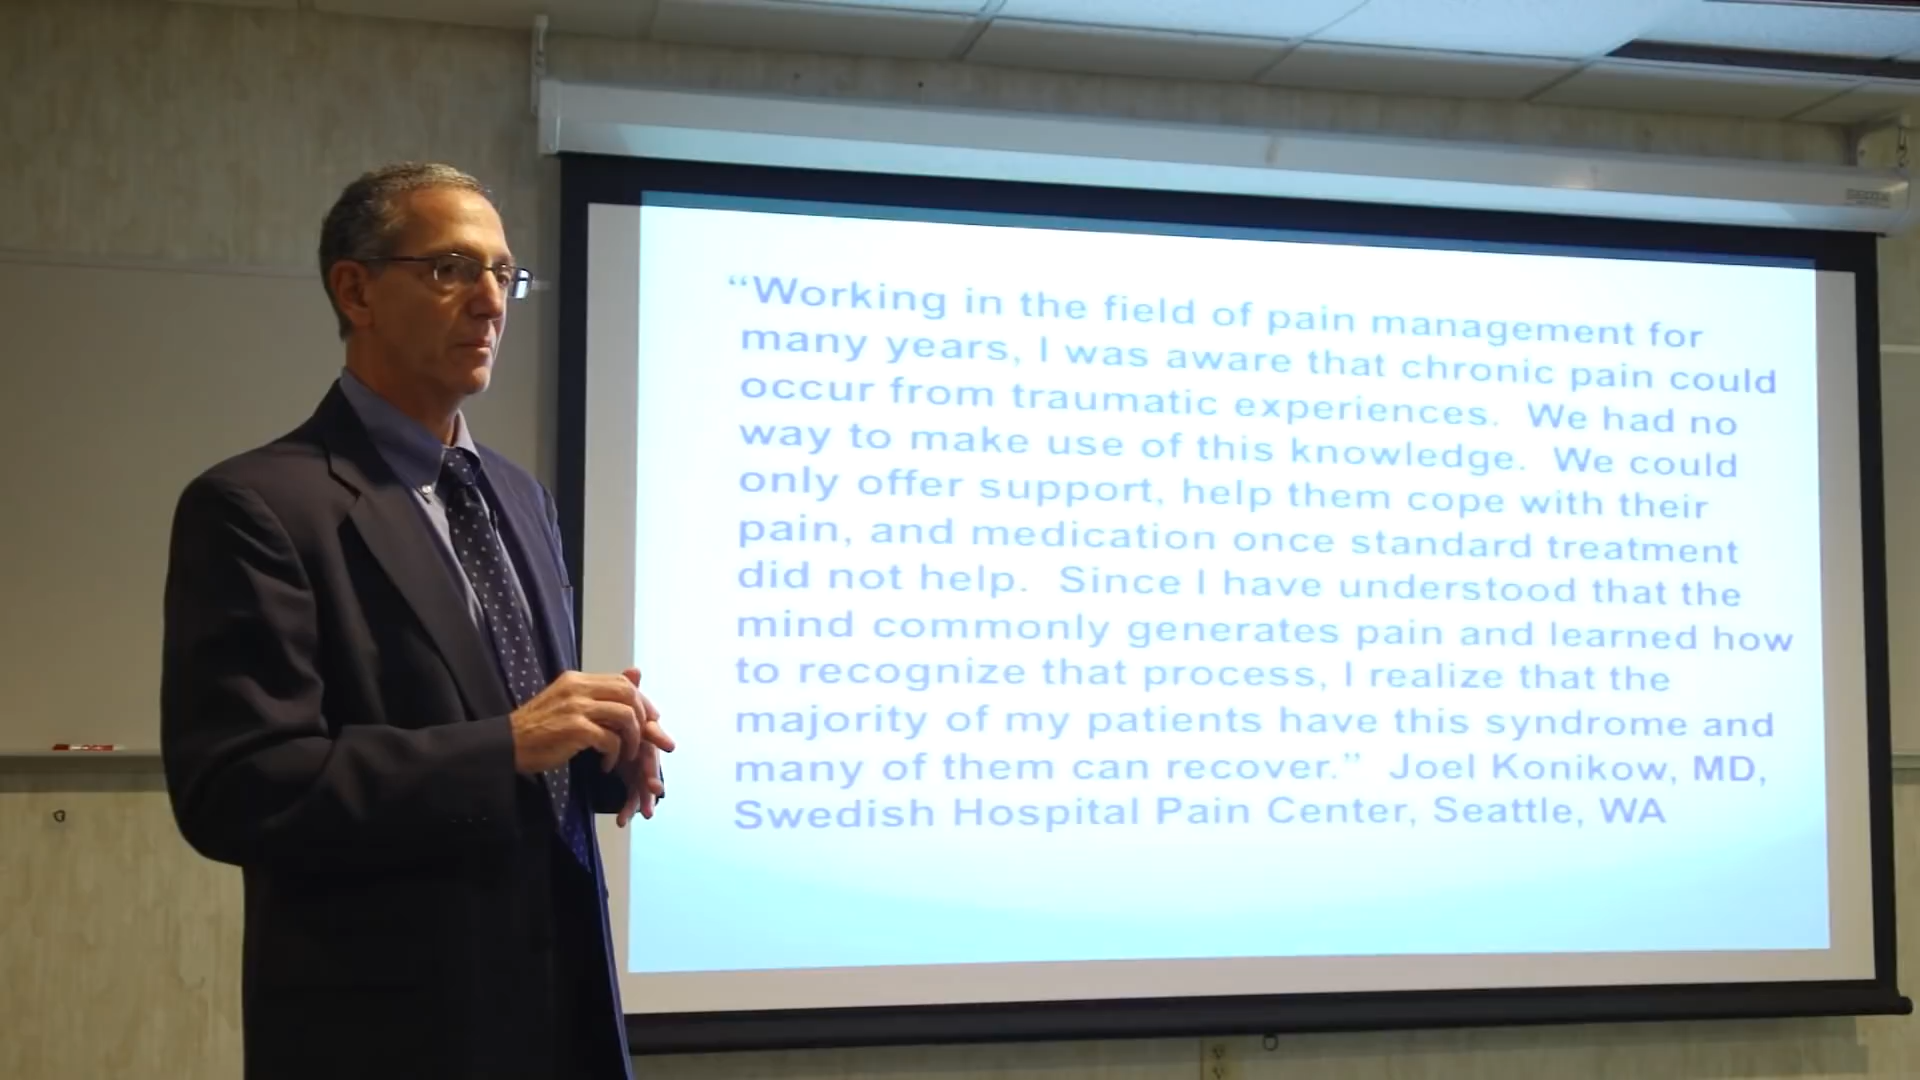 “Working in the field of pain management for
many years, I was aware that chronic pain could
occur from traumatic experiences.  We had no
way to make use of this knowledge.  We could
only offer support, help them cope with their
pain, and medication once standard treatment
did not help.  Since I have understood that the
mind commonly generates pain and learned how
to recognize that process, I realize that the
majority of my patients have this syndrome and
many of them can recover.”  Joel Konikow, MD,
Swedish Hospital Pain Center, Seattle, WA